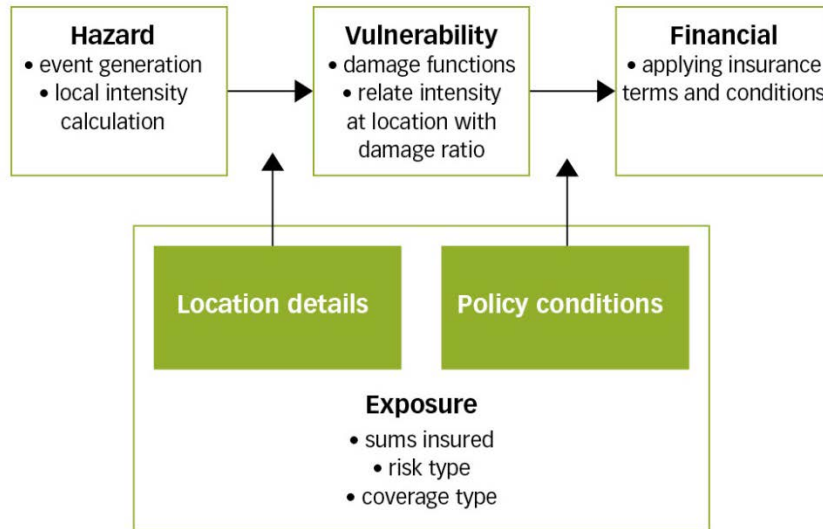 Hazard
• event generation
• local intensity
calculation
Vulnerability
• damage functions
• relate intensity
at location with
damage ratio
Financial
• applying insurance
terms and conditions
Location details
Policy conditions
Exposure
• sums insured
• risk type
• coverage type